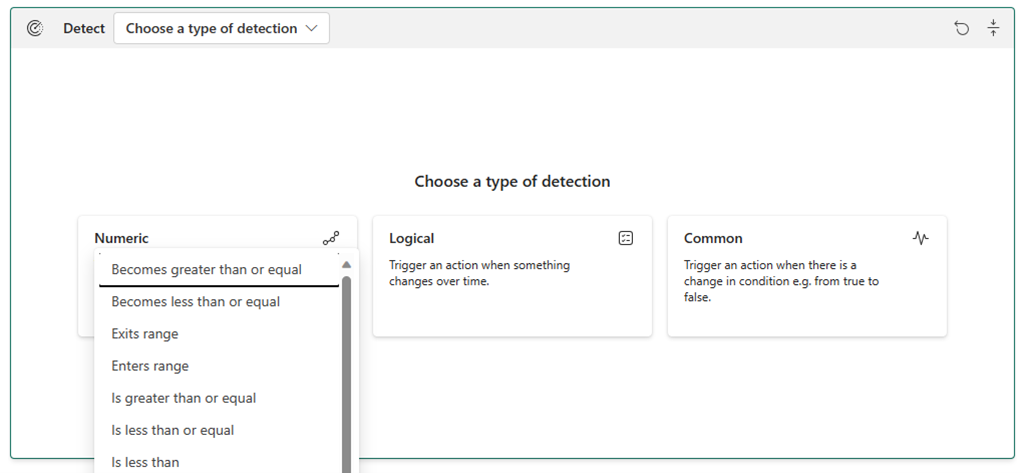 Detect Choose a type of detection
Choose a type of detection
Numeric
Becomes greater than or equal
Becomes less than or equal
Exits range
Enters range
Is greater than or equal
Is less than or equal
Is less than
Logical
Trigger an action when something
changes over time.
Common
Trigger an action when there is a
change in condition e.g. from true to
false.